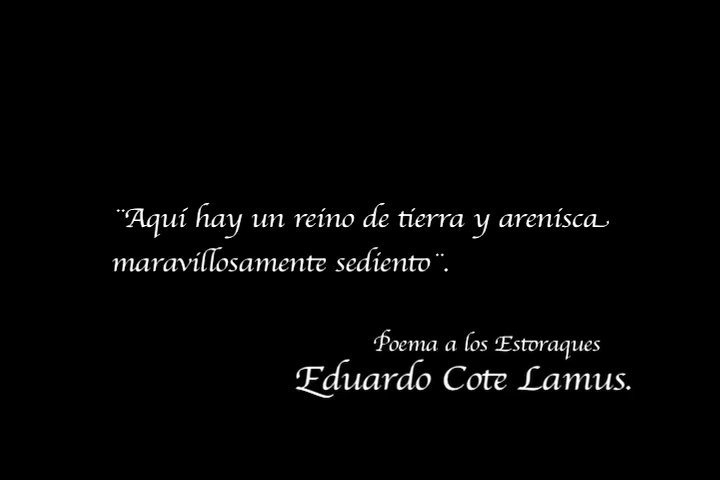 ¨Aquí hay un reino de tierra y arenisca
maravillosamente sediento¨.
Poema a los Estoraques
Eduardo Cote Lamus.